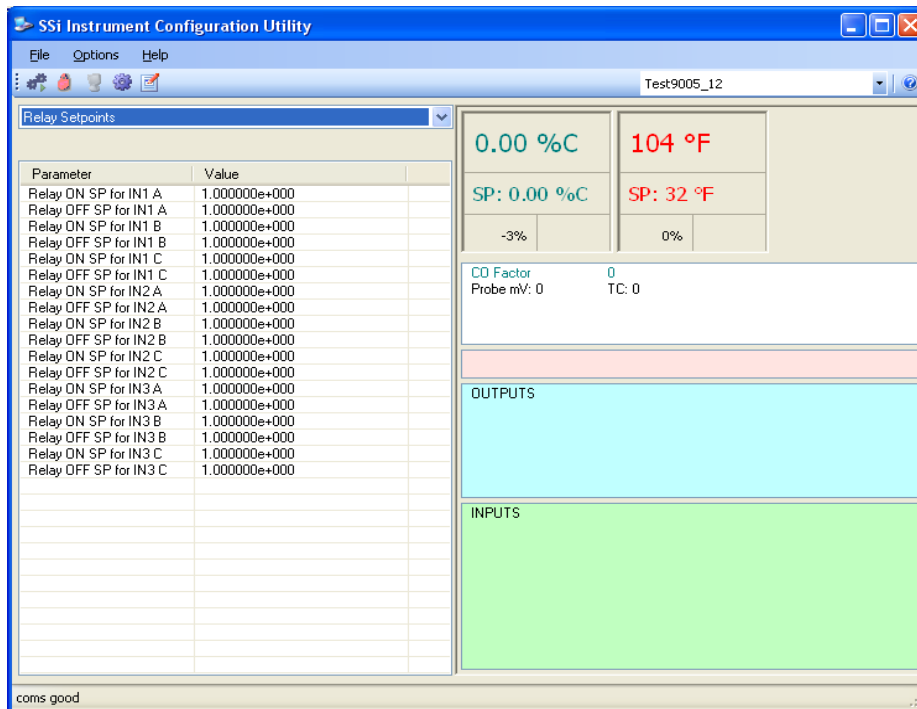 SSi Instrument Configuration Utility
File Options Help
Test9005_12
Relay Setpoints
Parameter Value
Relay ON SP for IN1 A 1.000000e+000
Relay OFF SP for IN1 A 1.000000e+000
Relay ON SP for IN1 B 1.000000e+000
Relay OFF SP for IN1 B 1.000000e+000
Relay ON SP for IN1 C 1.000000e+000
Relay OFF SP for IN1 C 1.000000e+000
Relay ON SP for IN2 A 1.000000e+000
Relay OFF SP for IN2 A 1.000000e+000
Relay ON SP for IN2 B 1.000000e+000
Relay OFF SP for IN2 B 1.000000e+000
Relay ON SP for IN2 C 1.000000e+000
Relay OFF SP for IN2 C 1.000000e+000
Relay ON SP for IN3 A 1.000000e+000
Relay OFF SP for IN3 A 1.000000e+000
Relay ON SP for IN3 B 1.000000e+000
Relay OFF SP for IN3 B 1.000000e+000
Relay ON SP for IN3 C 1.000000e+000
Relay OFF SP for IN3 C 1.000000e+000
0.00 %C
SP: 0.00 %C
-3%
104 °F
SP: 32 °F
0%
CO Factor 0
Probe mV: 0 TC: 0
OUTPUTS
INPUTS
coms good